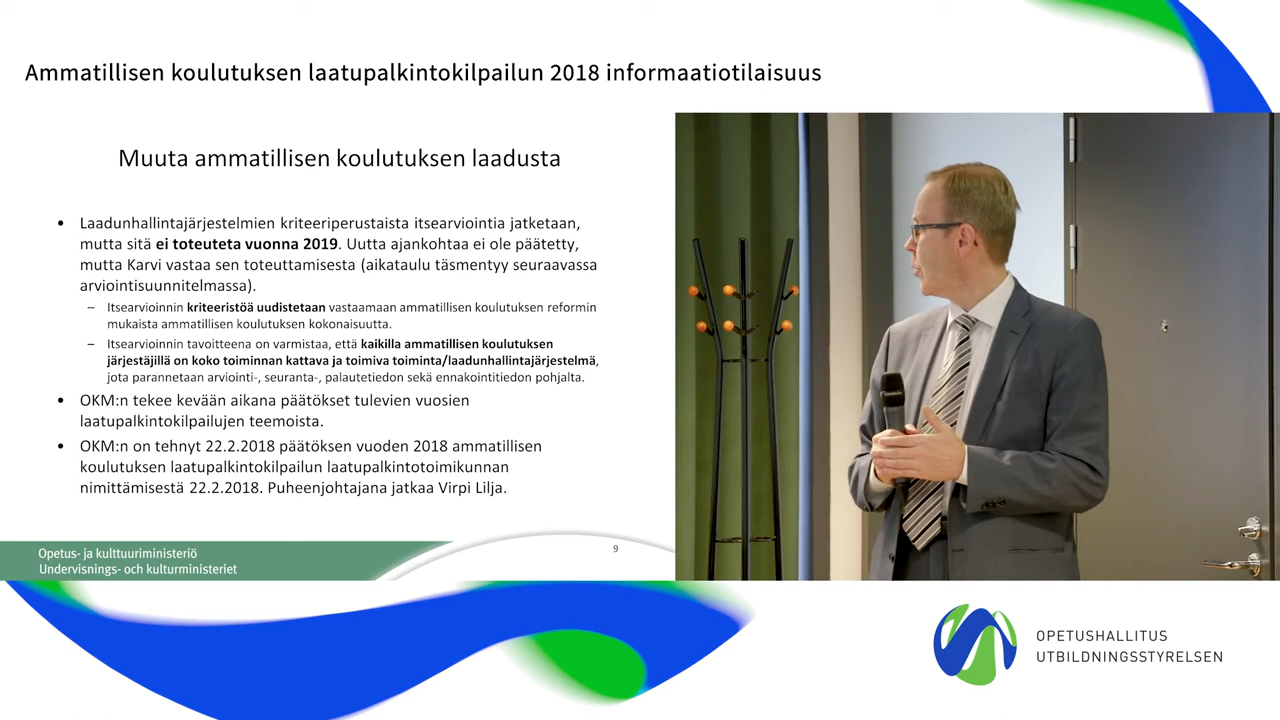 Ammatillisen koulutuksen laatupalkintokilpailun 2018 informaatiotilaisuus
Muuta ammatillisen koulutuksen laadusta
• Laadunhallintajärjestelmien kriteeriperustaista itsearviointia jatketaan,
mutta sitä ei toteuteta vuonna 2019. Uutta ajankohtaa ei ole päätetty,
mutta Karvi vastaa sen toteuttamisesta (aikataulu täsmentyy seuraavassa
arviointisuunnitelmassa).
– Itsearvioinnin kriteeristöä uudistetaan vastaamaan ammatillisen koulutuksen reformin
mukaista ammatillisen koulutuksen kokonaisuutta.
– Itsearvioinnin tavoitteena on varmistaa, että kaikilla ammatillisen koulutuksen
järjestäjillä on koko toiminnan kattava ja toimiva toiminta/laadunhallintajärjestelmä,
jota parannetaan arviointi-, seuranta-, palautetiedon sekä ennakointitiedon pohjalta.
• OKM:n tekee kevään aikana päätökset tulevien vuosien
laatupalkintokilpailujen teemoista.
• OKM:n on tehnyt 22.2.2018 päätöksen vuoden 2018 ammatillisen
koulutuksen laatupalkintokilpailun laatupalkintotoimikunnan
nimittämisestä 22.2.2018. Puheenjohtajana jatkaa Virpi Lilja.
9
Opetus- ja kulttuuriministeriö
Undervisnings- och kulturministeriet
OPETUSHALLITUS
UTBILDNINGSSTYRELSEN